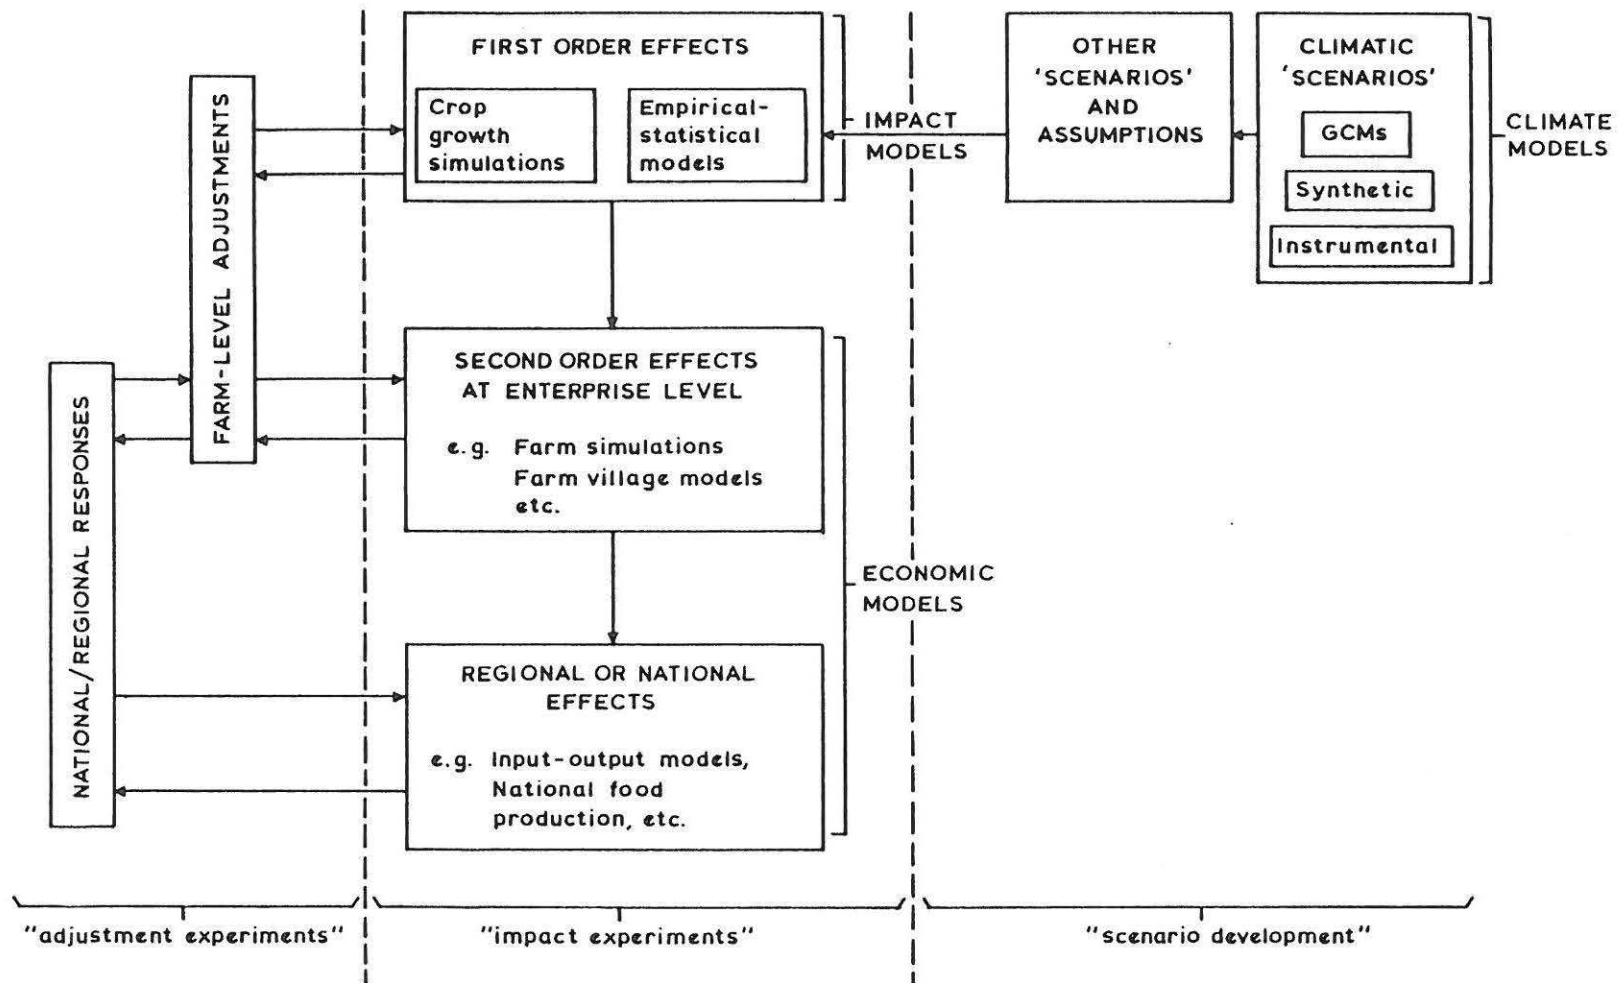 FIRST ORDER EFFECTS
Crop
growth
simulations
Empirical-
statistical
models
IMPACT
MODELS
OTHER
'SCENARIOS'
AND
ASSUMPTIONS
CLIMATIC
'SCENARIOS'
GCMs
Synthetic
Instrumental
CLIMATE
MODELS
FARM-LEVEL ADJUSTMENTS
NATIONAL/REGIONAL RESPONSES
SECOND ORDER EFFECTS
AT ENTERPRISE LEVEL
e.g. Farm simulations
Farm village models
etc.
ECONOMIC
MODELS
REGIONAL OR NATIONAL
EFFECTS
e.g. Input-output models,
National food
production, etc.
"adjustment experiments"
"impact experiments"
"scenario development"